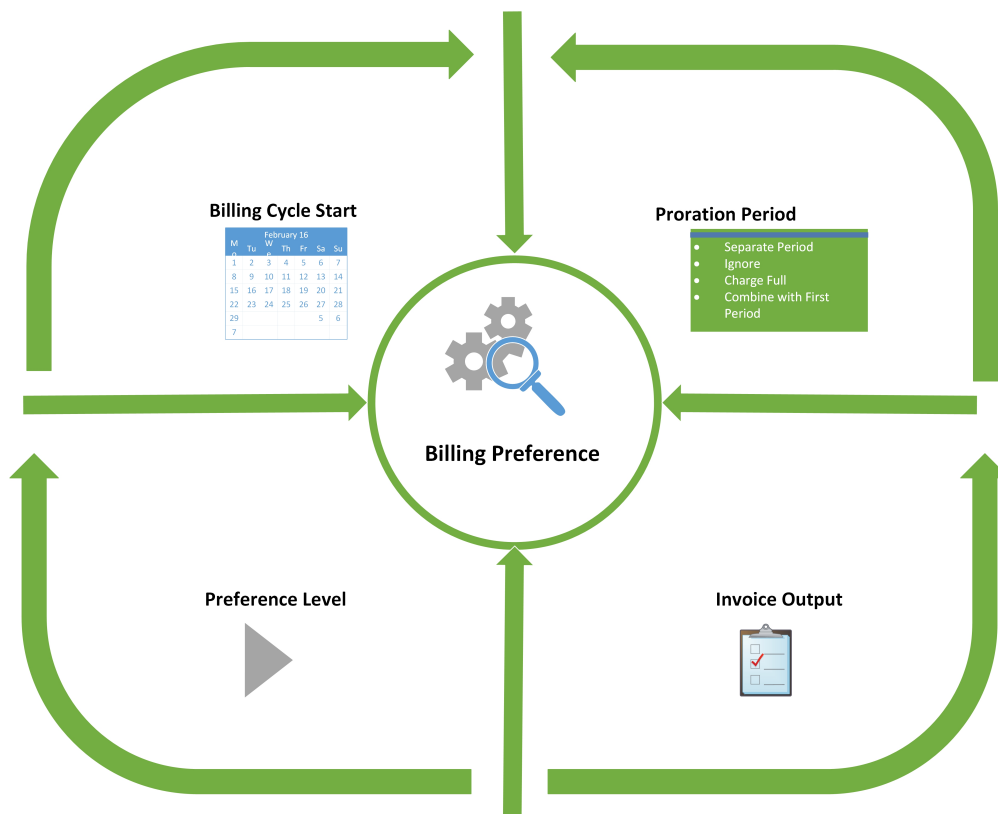 Billing Cycle Start
February 16
Mo Tu We Th Fr Sa Su
1 2 3 4 5 6 7
8 9 10 11 12 13 14
15 16 17 18 19 20 21
22 23 24 25 26 27 28
29 5 6
7
Proration Period
• Separate Period
• Ignore
• Charge Full
• Combine with First
Period
Billing Preference
Preference Level
Invoice Output